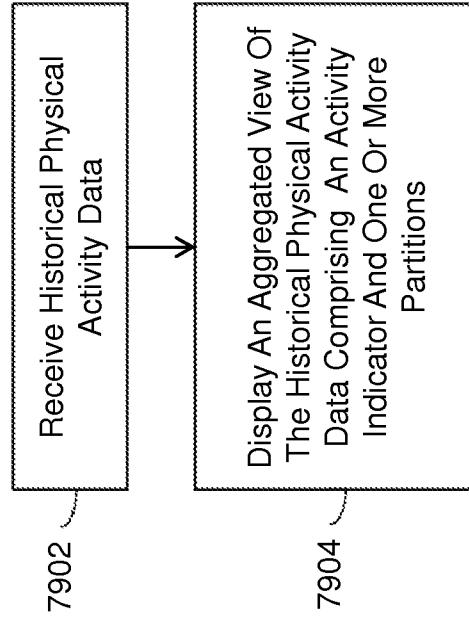 7902
Receive Historical Physical
Activity Data
7904
Display An Aggregated View Of
The Historical Physical Activity
Data Comprising An Activity
Indicator And One Or More
Partitions